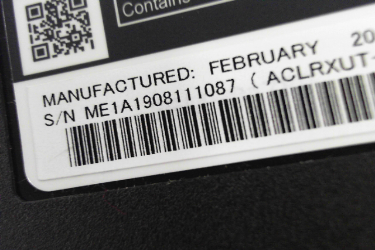 Contains
MANUFACTURED: FEBRUARY 20
S/N ME1A1908111087 ( ACLRXUT-